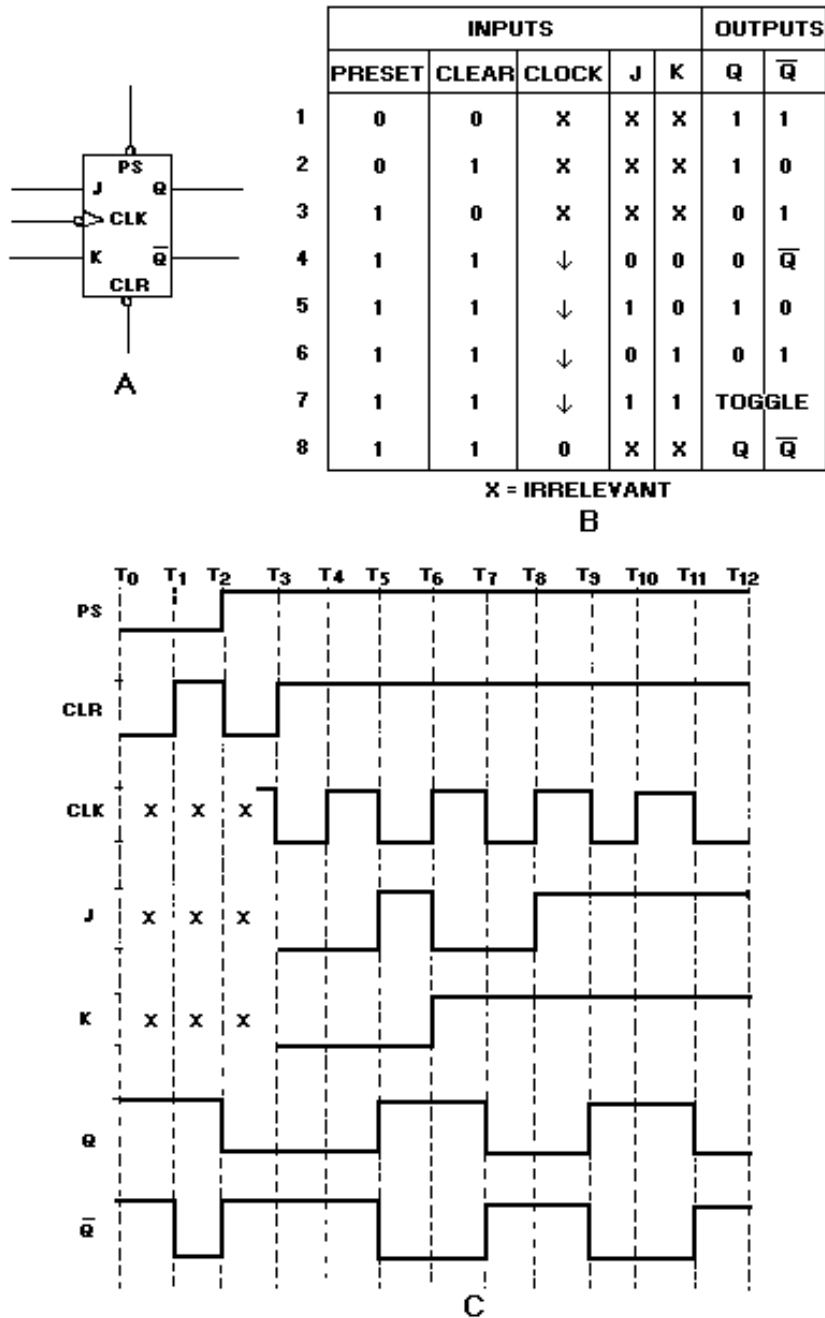 PS
J Q
CLK
K Q̅
CLR
A
INPUTS OUTPUTS
PRESET CLEAR CLOCK J K Q Q̅
1 0 0 X X X 1 1
2 0 1 X X X 1 0
3 1 0 X X X 0 1
4 1 1 ↓ 0 0 0 Q̅
5 1 1 ↓ 1 0 1 0
6 1 1 ↓ 0 1 0 1
7 1 1 ↓ 1 1 TOGGLE
8 1 1 0 X X Q Q̅
X = IRRELEVANT
B
T0 T1 T2 T3 T4 T5 T6 T7 T8 T9 T10 T11 T12
PS
CLR
CLK X X X
J X X X
K X X X
Q
Q̅
C